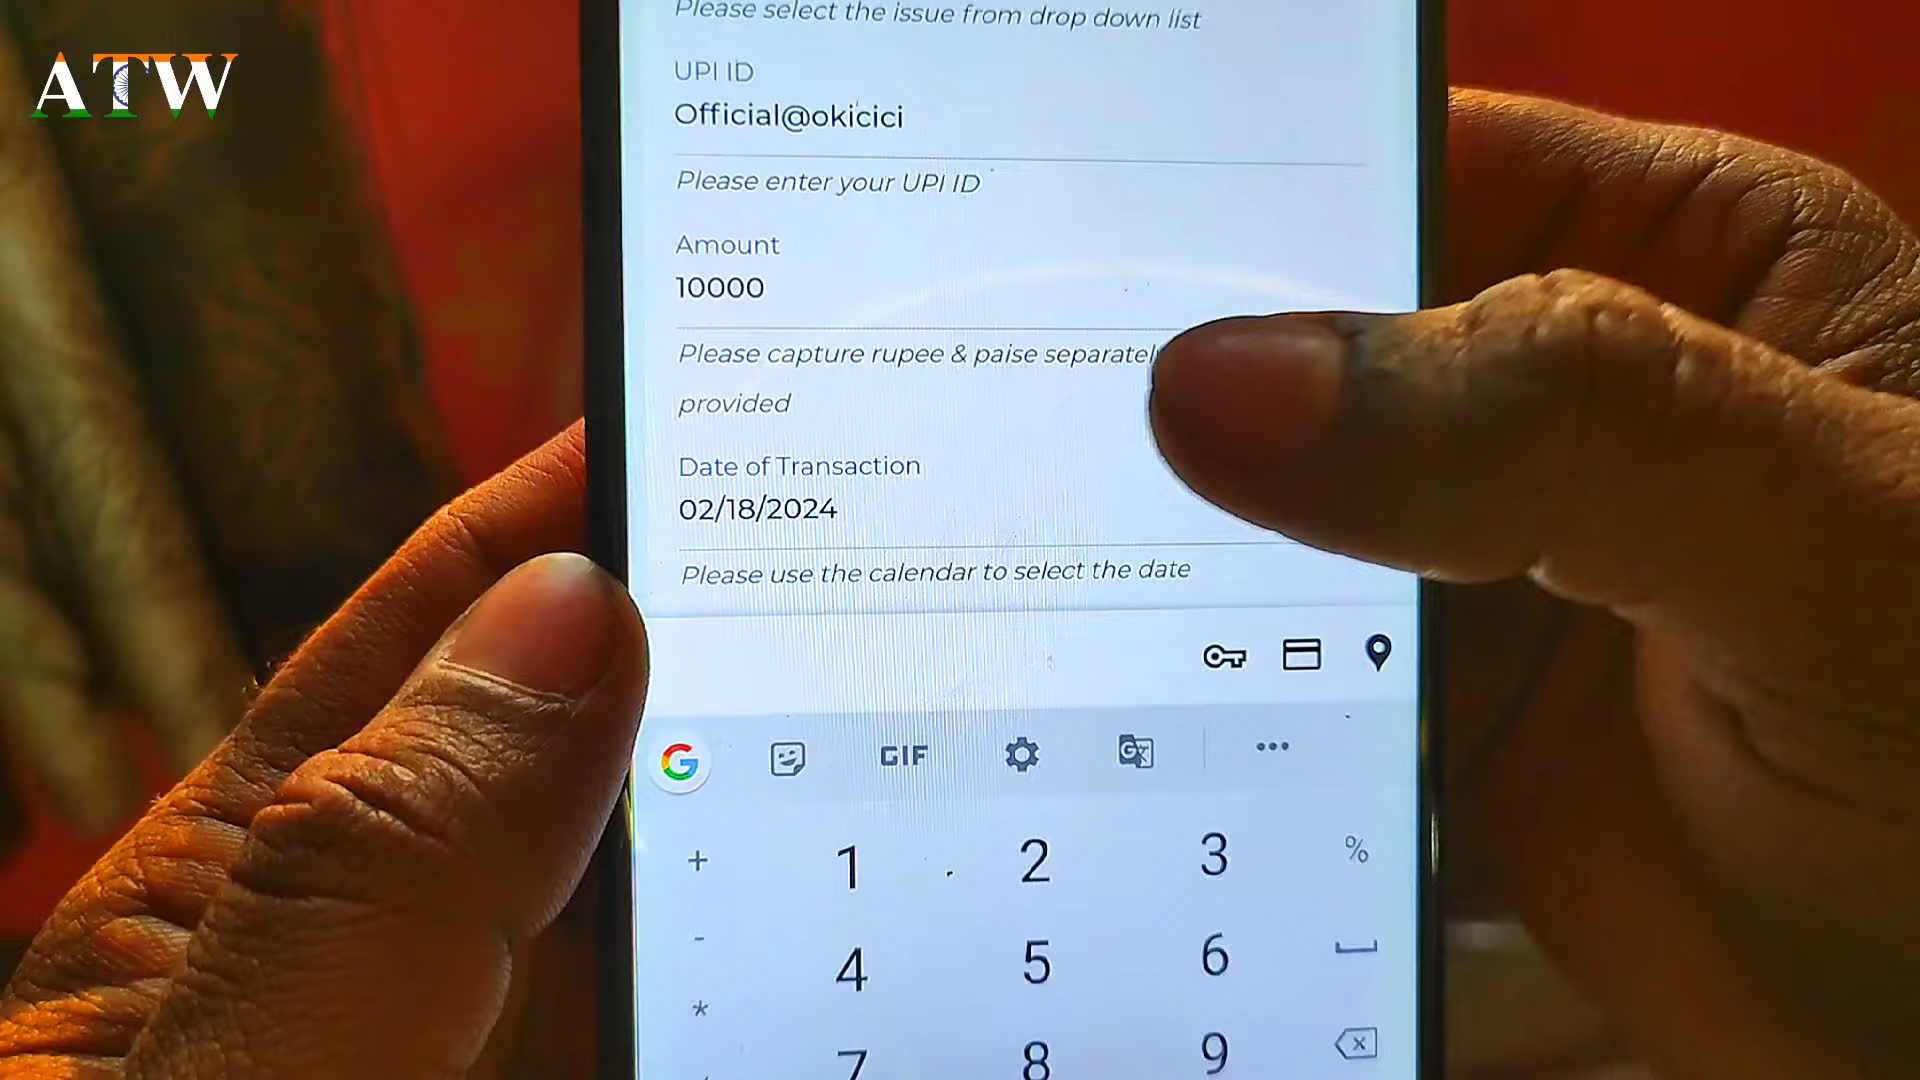 ATW
Please select the issue from drop down list
UPI ID
Official@okicici
Please enter your UPI ID
Amount
10000
Please capture rupee & paise separately
provided
Date of Transaction
02/18/2024
Please use the calendar to select the date
G GIF G
+ 1 2 3 %
- 4 5 6
*
7 8 9